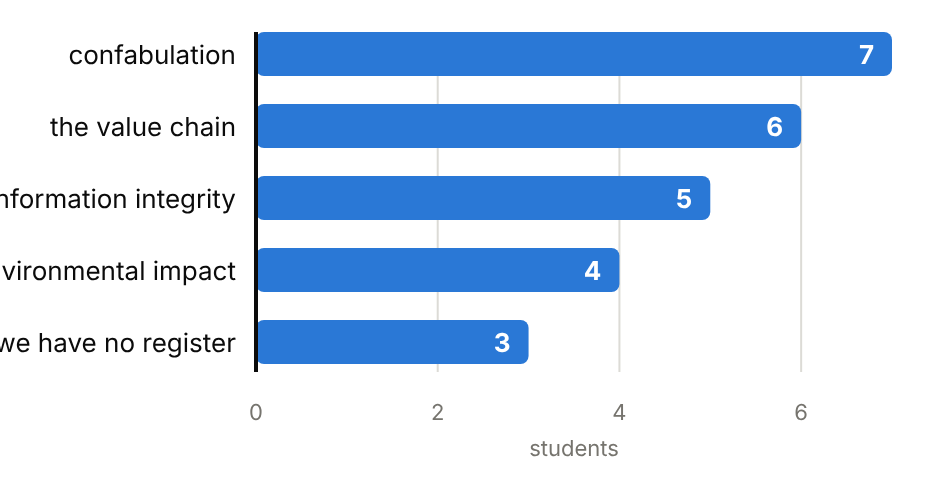 confabulation 7
the value chain 6
nformation integrity 5
vironmental impact 4
we have no register 3
0 2 4 6
students